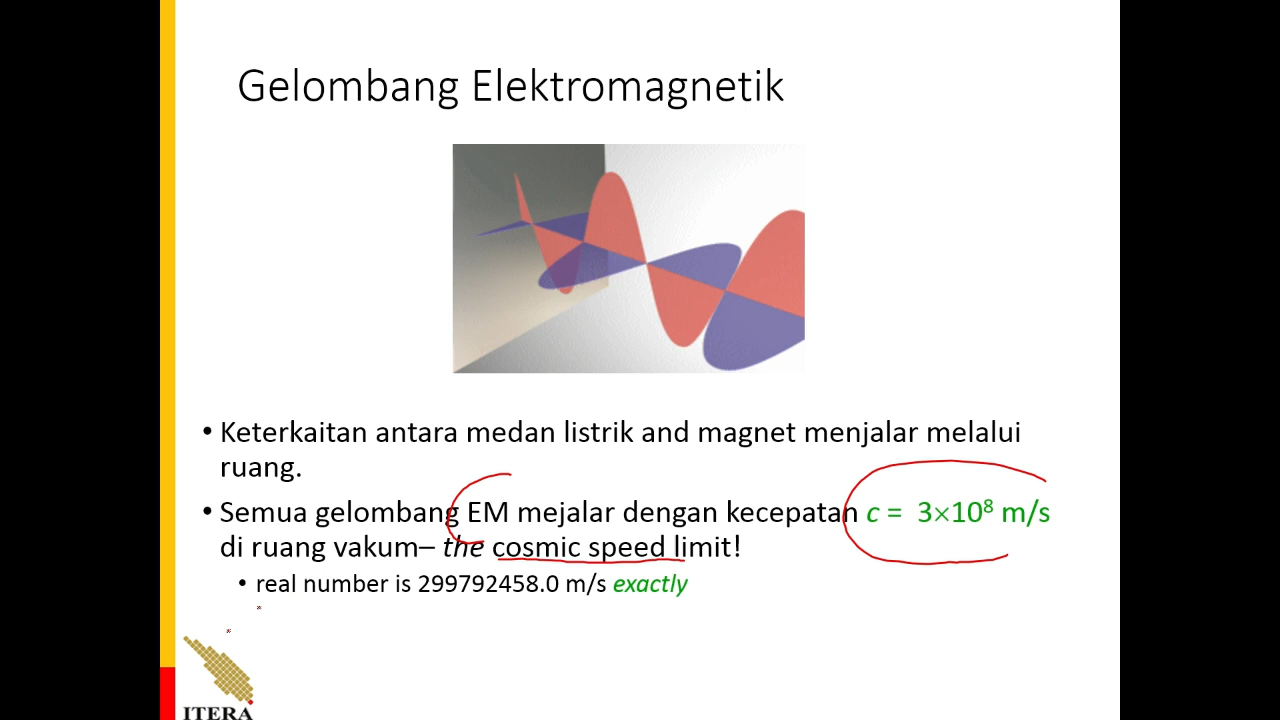 Gelombang Elektromagnetik
• Keterkaitan antara medan listrik and magnet menjalar melalui
ruang.
• Semua gelombang EM mejalar dengan kecepatan c = 3×10⁸ m/s
di ruang vakum– the cosmic speed limit!
• real number is 299792458.0 m/s exactly
ITERA